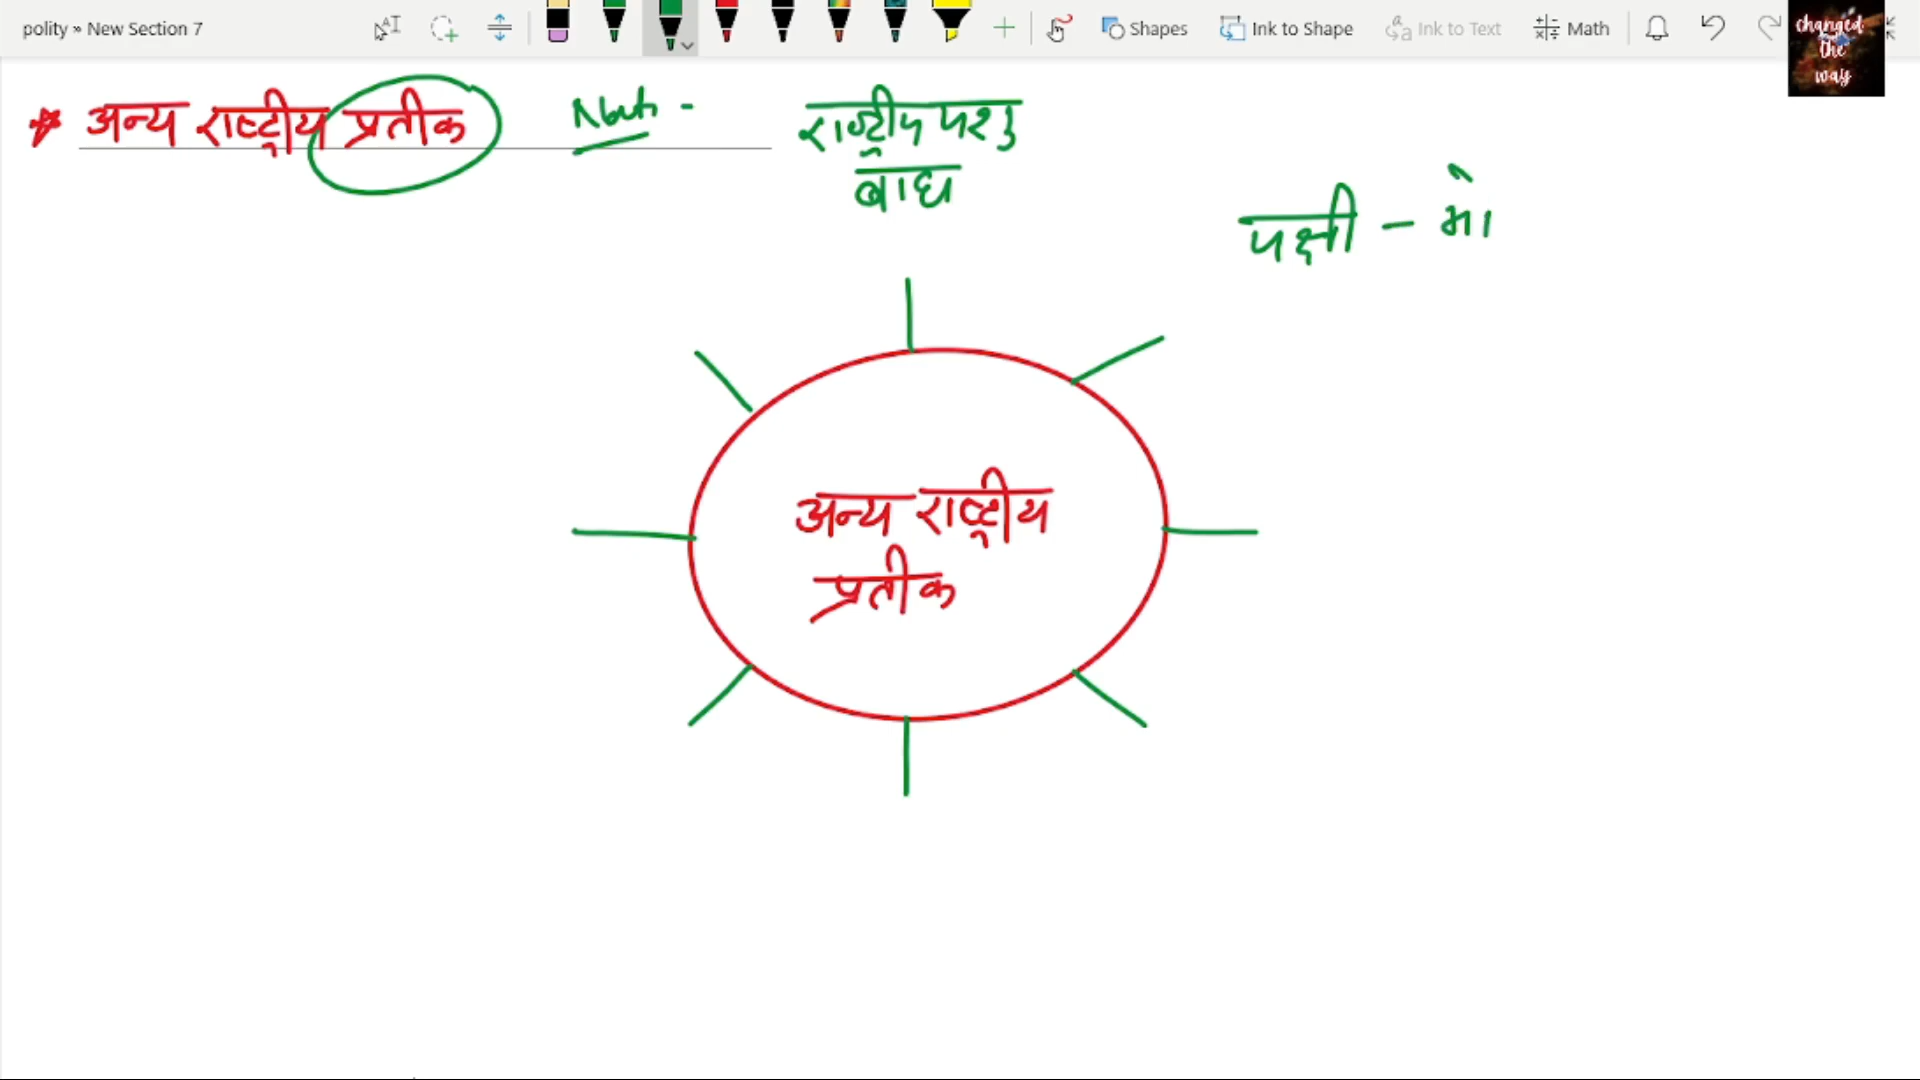 polity » New Section 7
Shapes
Ink to Shape
Ink to Text
Math
changed
the
way
अन्य राष्ट्रीय प्रतीक
राष्ट्रीय पशु
बाघ
पक्षी - मो
अन्य राष्ट्रीय
प्रतीक